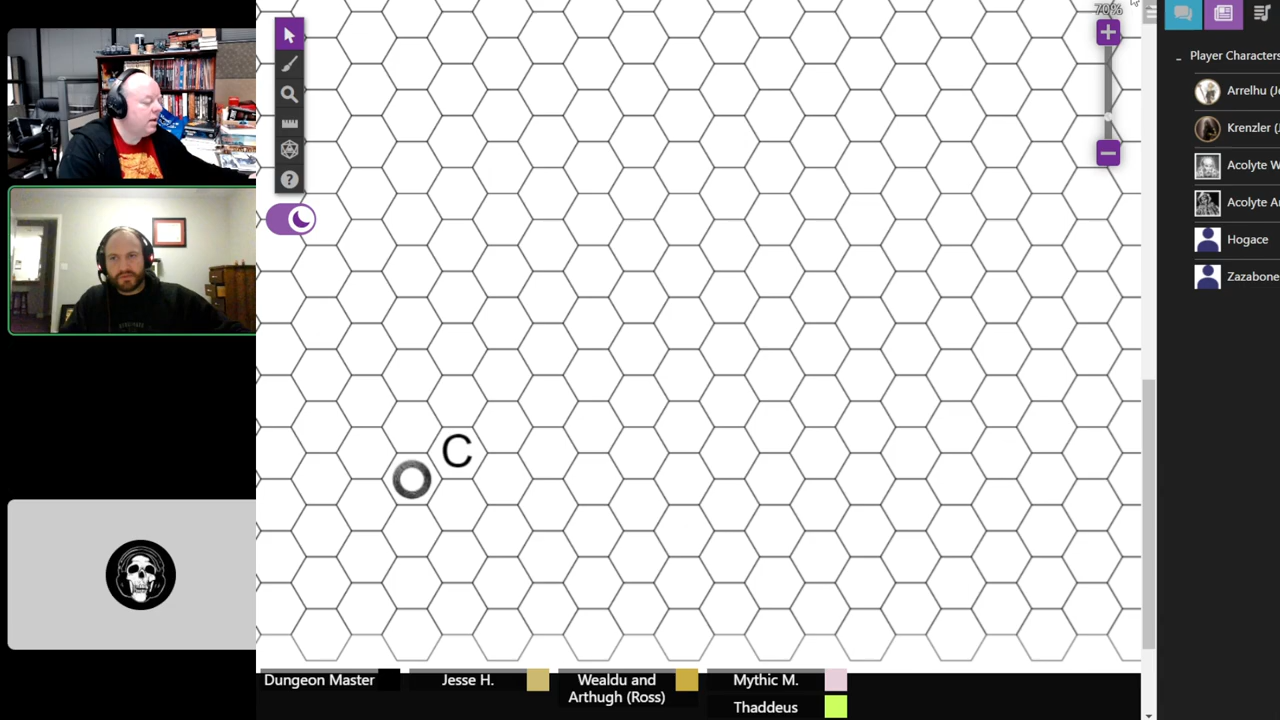 70%
Player Characters
Arrelhu (Je
Krenzler (
Acolyte W
Acolyte Ar
Hogace
Zazabone
C
Dungeon Master
Jesse H.
Wealdu and
Arthugh (Ross)
Mythic M.
Thaddeus